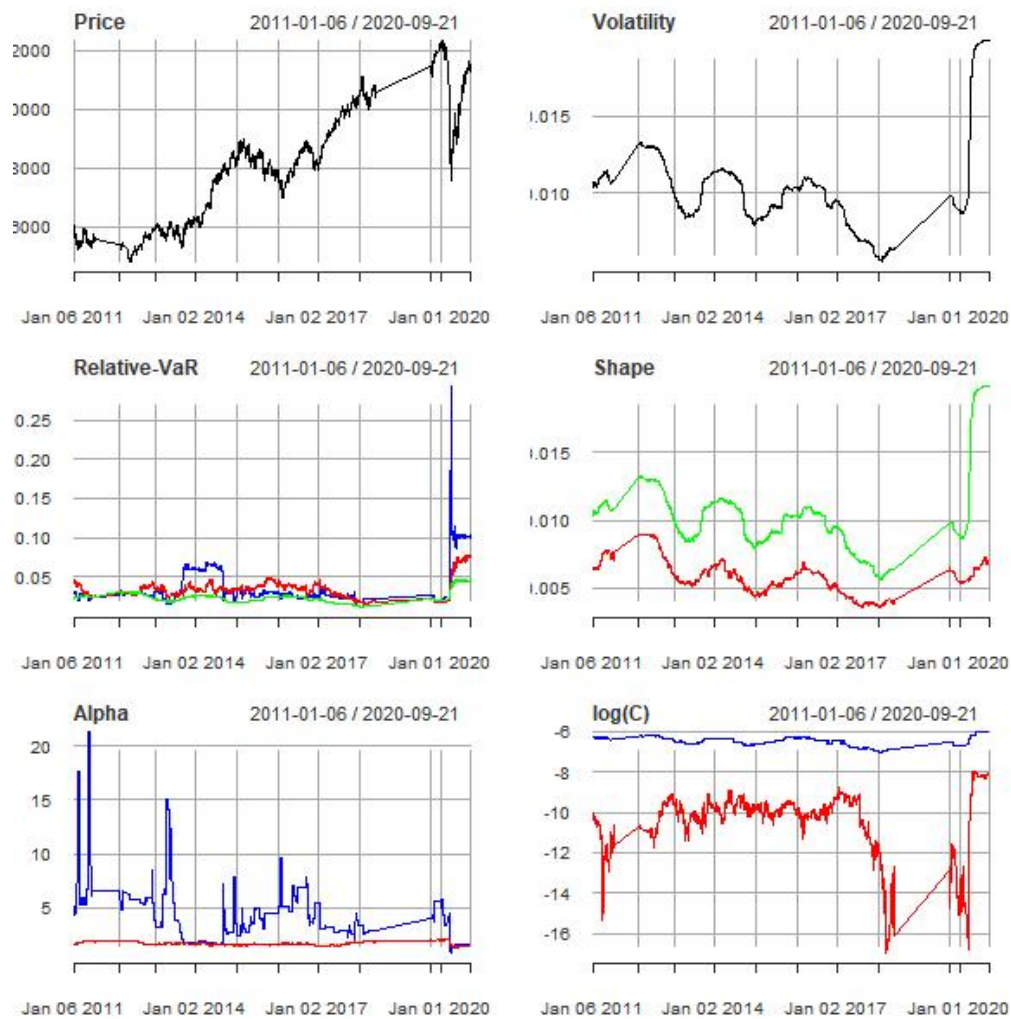 Price 2011-01-06 / 2020-09-21
2000
0000
3000
3000
Jan 06 2011 Jan 02 2014 Jan 02 2017 Jan 01 2020
Volatility 2011-01-06 / 2020-09-21
.015
.010
Jan 06 2011 Jan 02 2014 Jan 02 2017 Jan 01 2020
Relative-VaR 2011-01-06 / 2020-09-21
0.25
0.20
0.15
0.10
0.05
Jan 06 2011 Jan 02 2014 Jan 02 2017 Jan 01 2020
Shape 2011-01-06 / 2020-09-21
.015
0.010
0.005
Jan 06 2011 Jan 02 2014 Jan 02 2017 Jan 01 2020
Alpha 2011-01-06 / 2020-09-21
20
15
10
5
Jan 06 2011 Jan 02 2014 Jan 02 2017 Jan 01 2020
log(C) 2011-01-06 / 2020-09-21
-6
-8
-10
-12
-14
-16
Jan 06 2011 Jan 02 2014 Jan 02 2017 Jan 01 2020